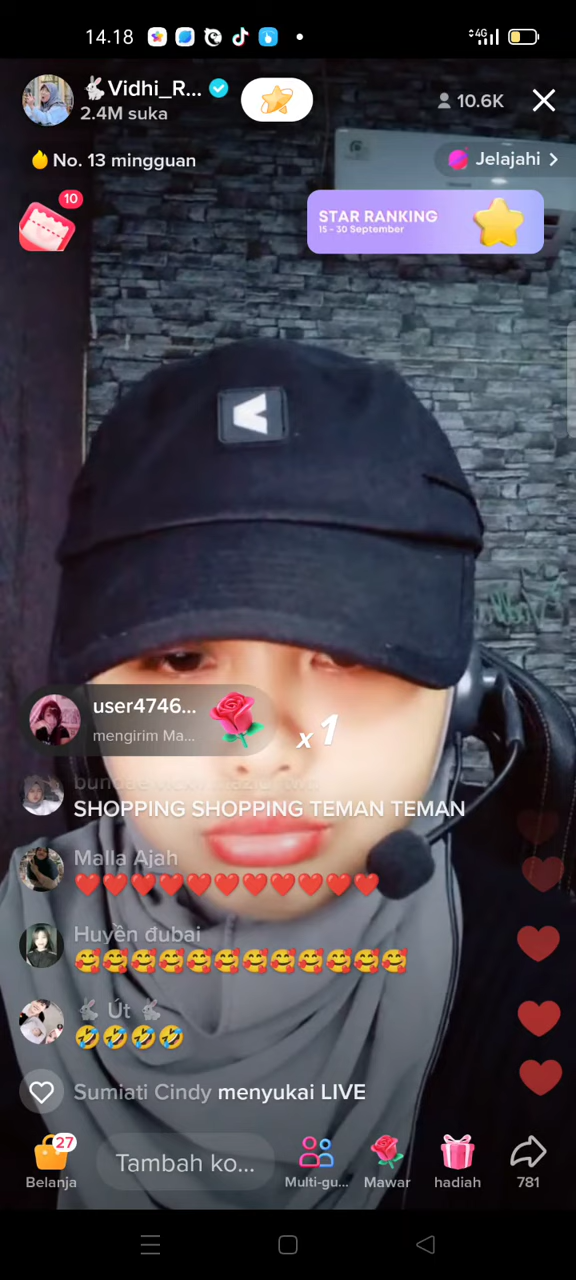 14.18
4G
🐇Vidhi_R...
2.4M suka
10.6K
No. 13 mingguan
Jelajahi >
10
STAR RANKING
15 - 30 September
user4746...
mengirim Ma...
x 1
SHOPPING SHOPPING TEMAN TEMAN
Malla Ajah
❤️❤️❤️❤️❤️❤️❤️❤️❤️❤️❤️
Huyền đubai
🥰🥰🥰🥰🥰🥰🥰🥰🥰🥰🥰🥰
🐇 Út 🐇
🤣🤣🤣🤣
Sumiati Cindy menyukai LIVE
27
Tambah ko...
Belanja
Multi-gu...
Mawar
hadiah
781